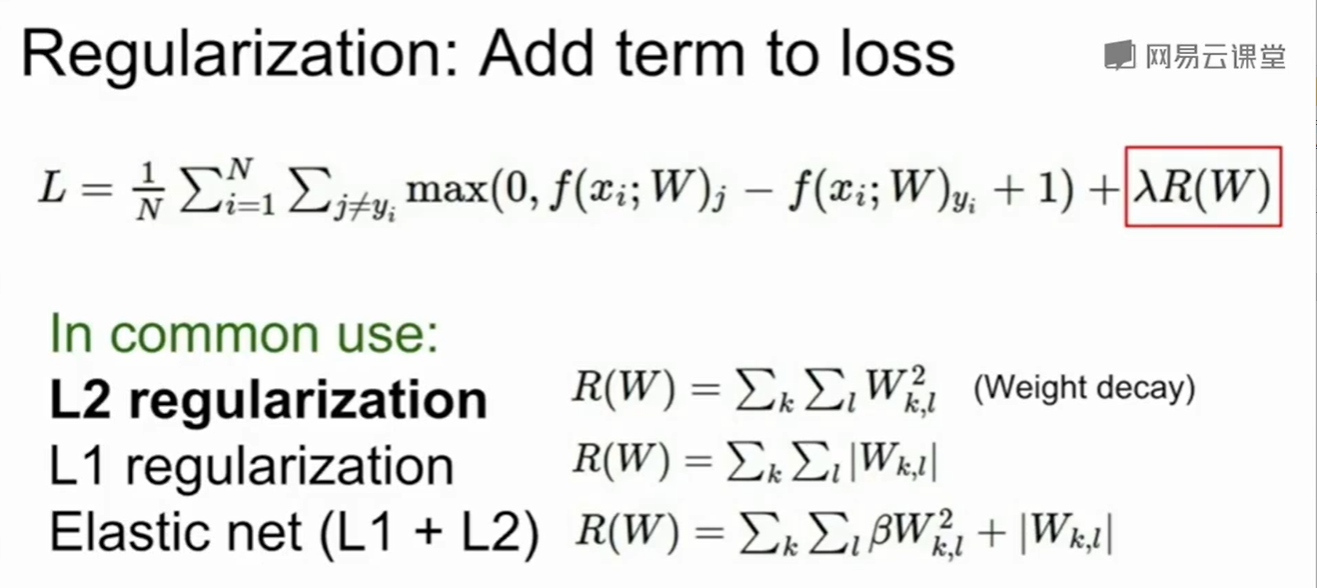 Regularization: Add term to loss
网易云课堂
L = \frac{1}{N} \sum_{i=1}^{N} \sum_{j \neq y_i} \max(0, f(x_i; W)_j - f(x_i; W)_{y_i} + 1) + \lambda R(W)
In common use:
L2 regularization R(W) = \sum_k \sum_l W_{k,l}^2 (Weight decay)
L1 regularization R(W) = \sum_k \sum_l |W_{k,l}|
Elastic net (L1 + L2) R(W) = \sum_k \sum_l \beta W_{k,l}^2 + |W_{k,l}|